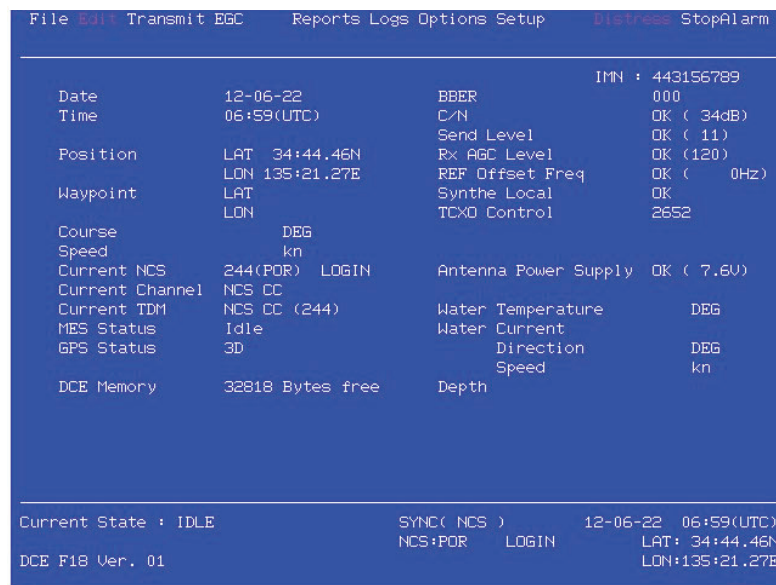 File Edit Transmit EGC Reports Logs Options Setup Distress StopAlarm
IMN : 443156789
Date 12-06-22 BBER 000
Time 06:59(UTC) C/N OK ( 34dB)
Send Level OK ( 11)
Position LAT 34:44.46N Rx AGC Level OK (120)
LON 135:21.27E REF Offset Freq OK ( 0Hz)
Waypoint LAT Synthe Local OK
LON TCXO Control 2652
Course DEG
Speed kn
Current NCS 244(POR) LOGIN Antenna Power Supply OK ( 7.6V)
Current Channel NCS CC
Current TDM NCS CC (244) Water Temperature DEG
MES Status Idle Water Current
GPS Status 3D Direction DEG
Speed kn
DCE Memory 32818 Bytes free Depth
Current State : IDLE SYNC( NCS ) 12-06-22 06:59(UTC)
NCS:POR LOGIN LAT: 34:44.46N
DCE F18 Ver. 01 LON:135:21.27E